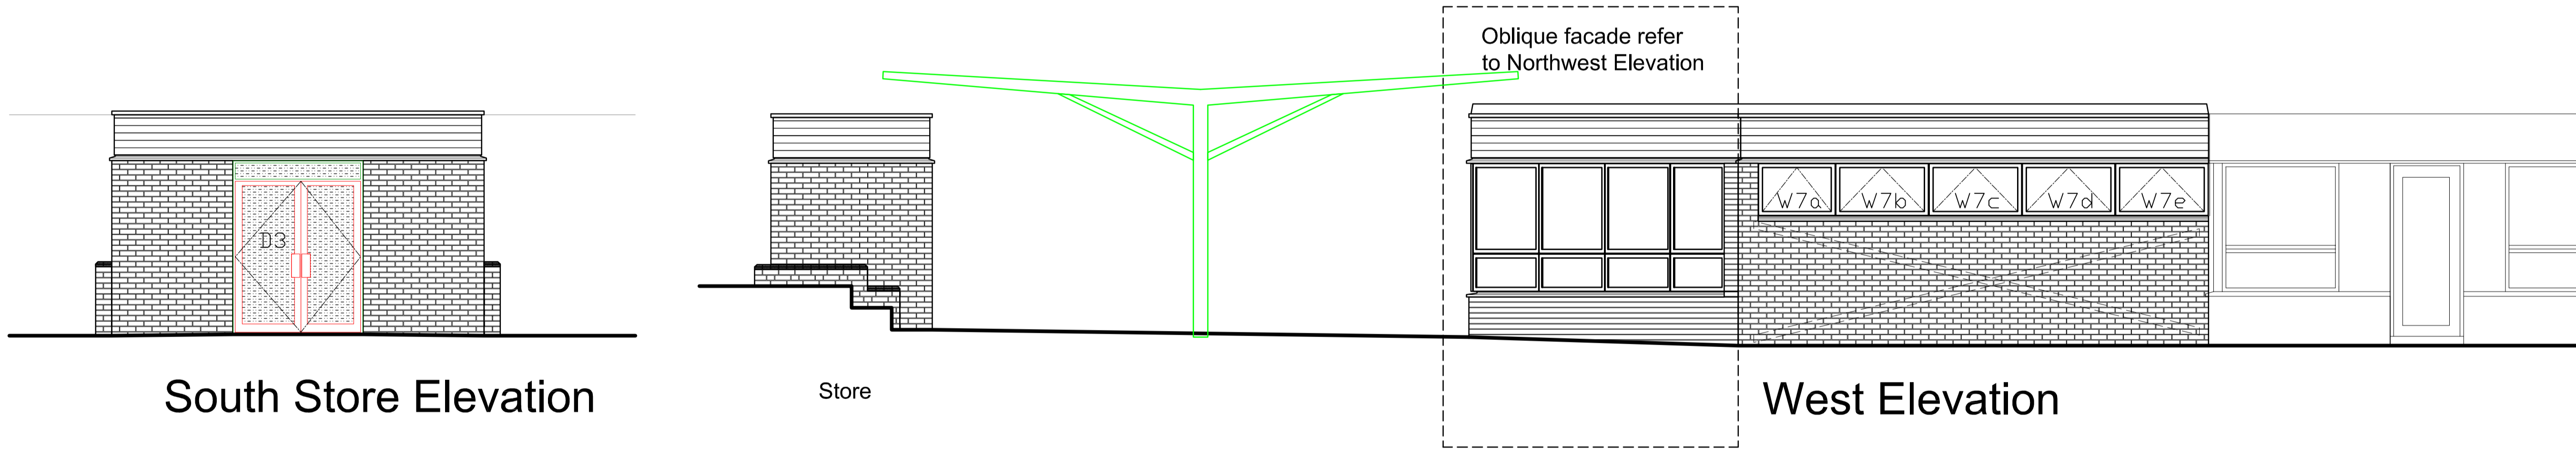 Oblique facade refer
to Northwest Elevation
W7a W7b W7c W7d W7e
D3
Store
South Store Elevation
West Elevation